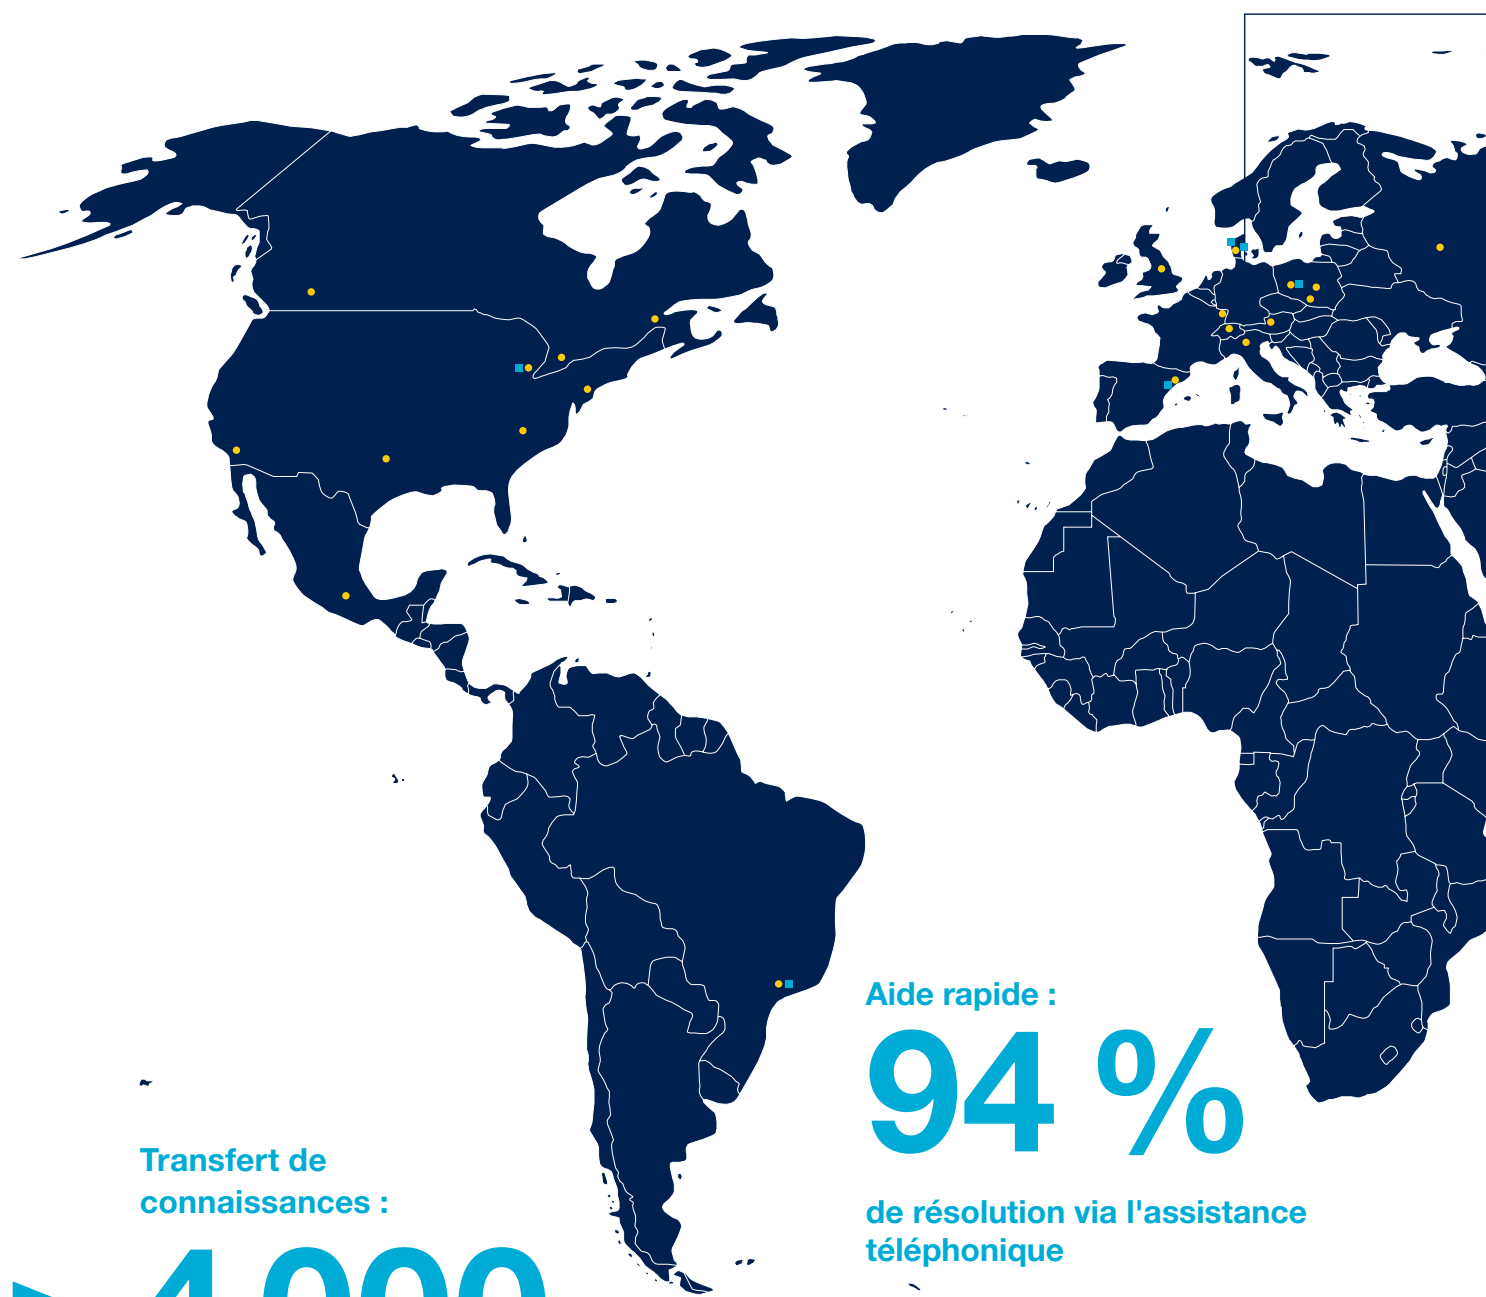 Aide rapide :
94 %
de résolution via l'assistance
téléphonique
Transfert de
connaissances :